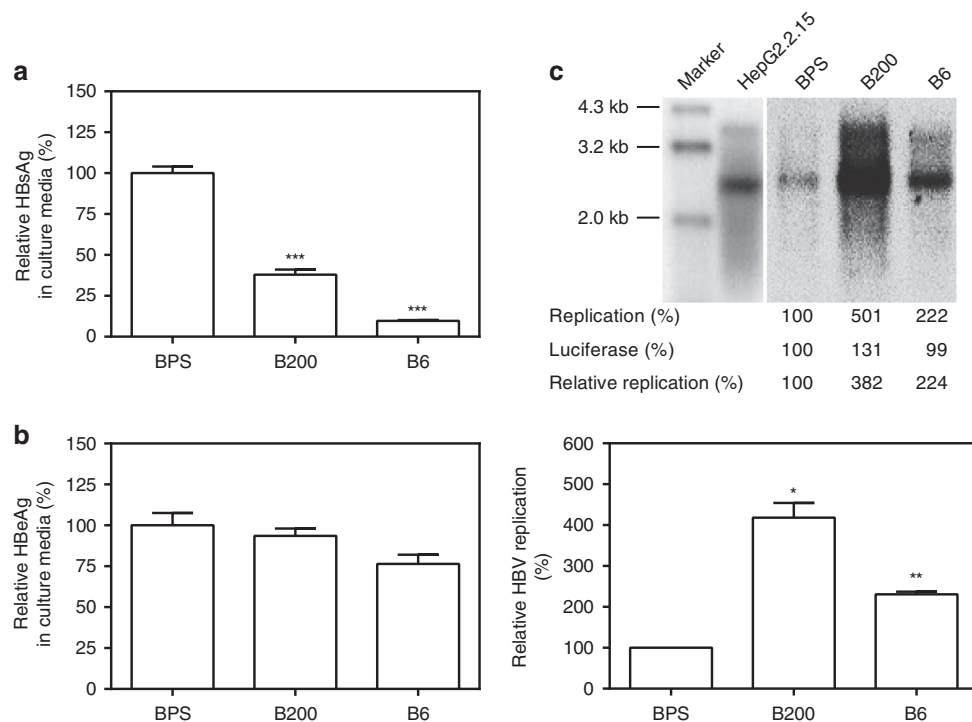 a
Relative HBsAg
in culture media (%)
150
125
100
75
50
25
0
***
***
BPS B200 B6
b
Relative HBeAg
in culture media (%)
150
125
100
75
50
25
0
BPS B200 B6
c
Marker HepG2.2.15 BPS B200 B6
4.3 kb
3.2 kb
2.0 kb
Replication (%) 100 501 222
Luciferase (%) 100 131 99
Relative replication (%) 100 382 224
Relative HBV replication
(%)
600
500
400
300
200
100
0
*
**
BPS B200 B6